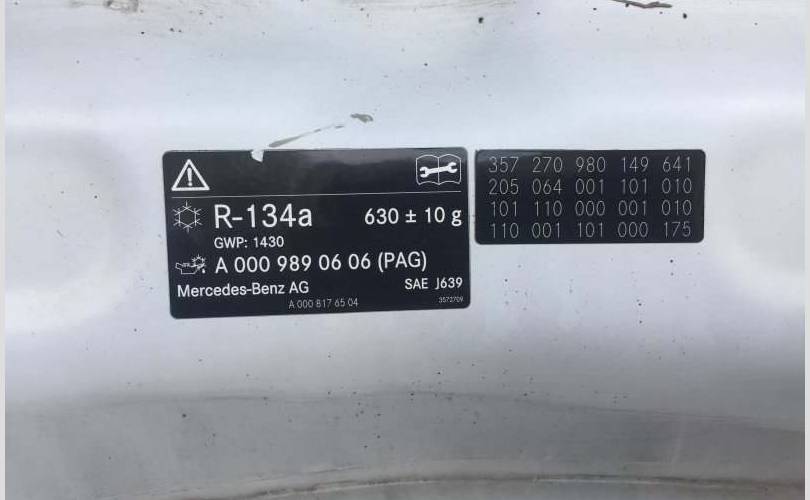 R-134a 630 ± 10 g
GWP: 1430
A 000 989 06 06 (PAG)
Mercedes-Benz AG SAE J639
A 000 817 65 04 3572709
357 270 980 149 641
205 064 001 101 010
101 110 000 001 010
110 001 101 000 175